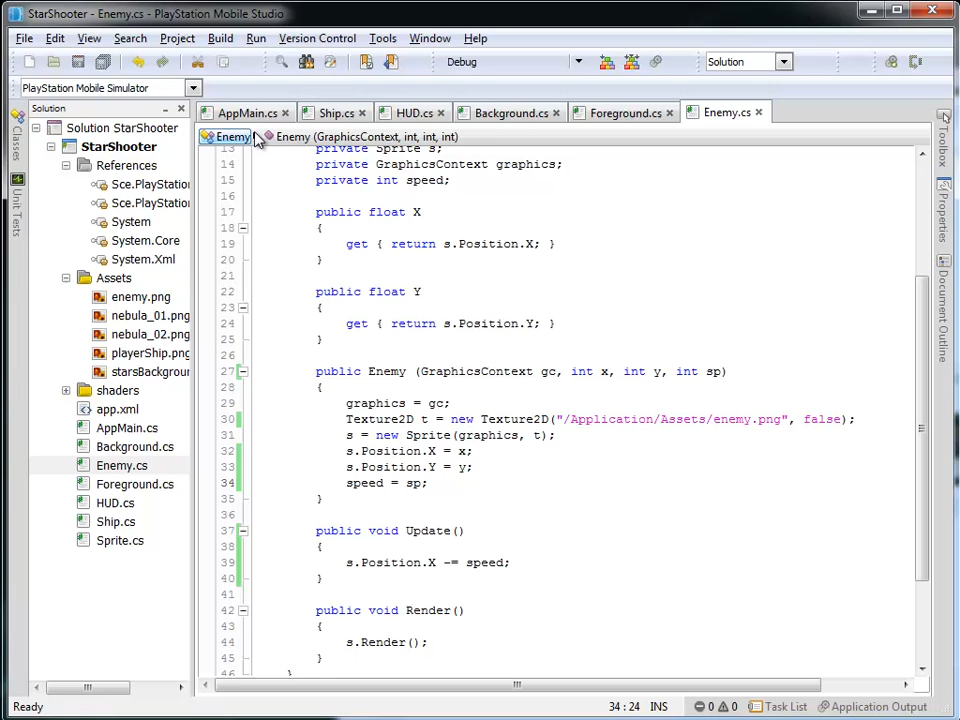 StarShooter - Enemy.cs - PlayStation Mobile Studio
File Edit View Search Project Build Run Version Control Tools Window Help
Debug Solution
PlayStation Mobile Simulator
Solution
AppMain.cs Ship.cs HUD.cs Background.cs Foreground.cs Enemy.cs
Enemy Enemy (GraphicsContext, int, int, int)
Classes
Unit Tests
Solution StarShooter
StarShooter
References
Sce.PlayStatio
Sce.PlayStatio
System
System.Core
System.Xml
Assets
enemy.png
nebula_01.png
nebula_02.png
playerShip.png
starsBackgroun
shaders
app.xml
AppMain.cs
Background.cs
Enemy.cs
Foreground.cs
HUD.cs
Ship.cs
Sprite.cs
13 private Sprite s;
14 private GraphicsContext graphics;
15 private int speed;
16
17 public float X
18 {
19 get { return s.Position.X; }
20 }
21
22 public float Y
23 {
24 get { return s.Position.Y; }
25 }
26
27 public Enemy (GraphicsContext gc, int x, int y, int sp)
28 {
29 graphics = gc;
30 Texture2D t = new Texture2D("/Application/Assets/enemy.png", false);
31 s = new Sprite(graphics, t);
32 s.Position.X = x;
33 s.Position.Y = y;
34 speed = sp;
35 }
36
37 public void Update()
38 {
39 s.Position.X -= speed;
40 }
41
42 public void Render()
43 {
44 s.Render();
45 }
46 }
Toolbox
Properties
Document Outline
Ready 34 : 24 INS 0 0 Task List Application Output